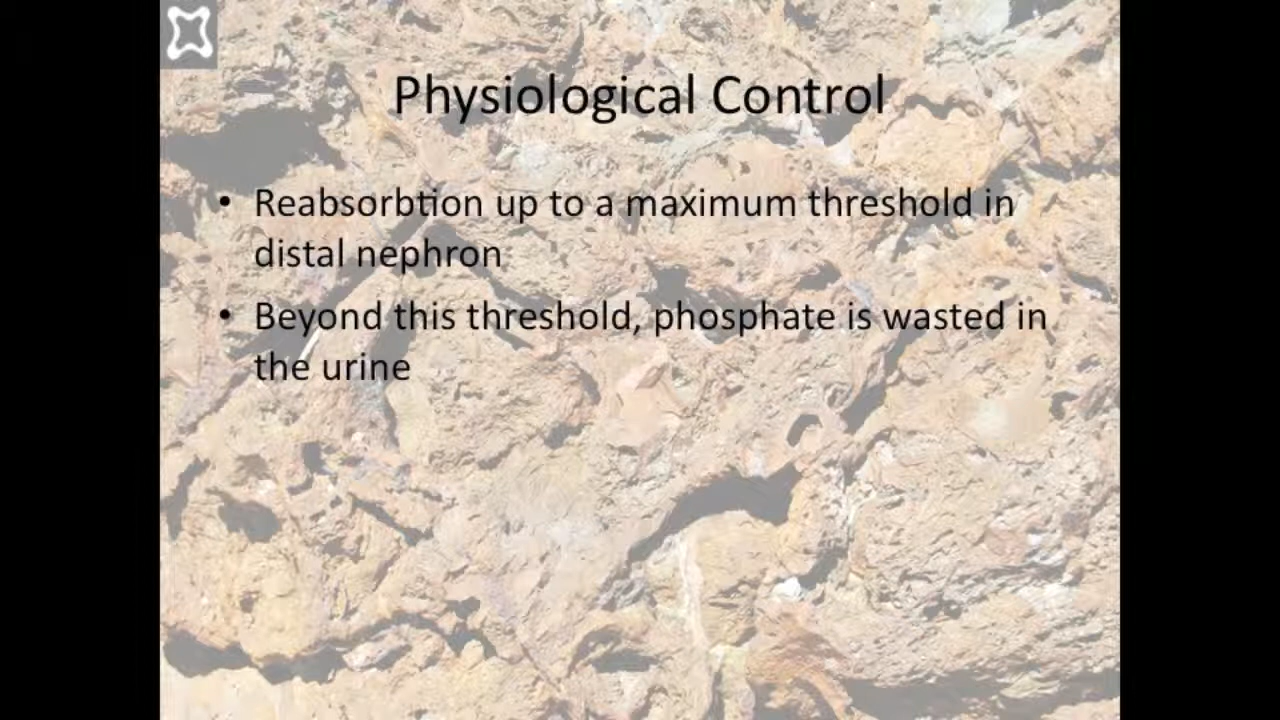 Physiological Control
• Reabsorbtion up to a maximum threshold in
distal nephron
• Beyond this threshold, phosphate is wasted in
the urine